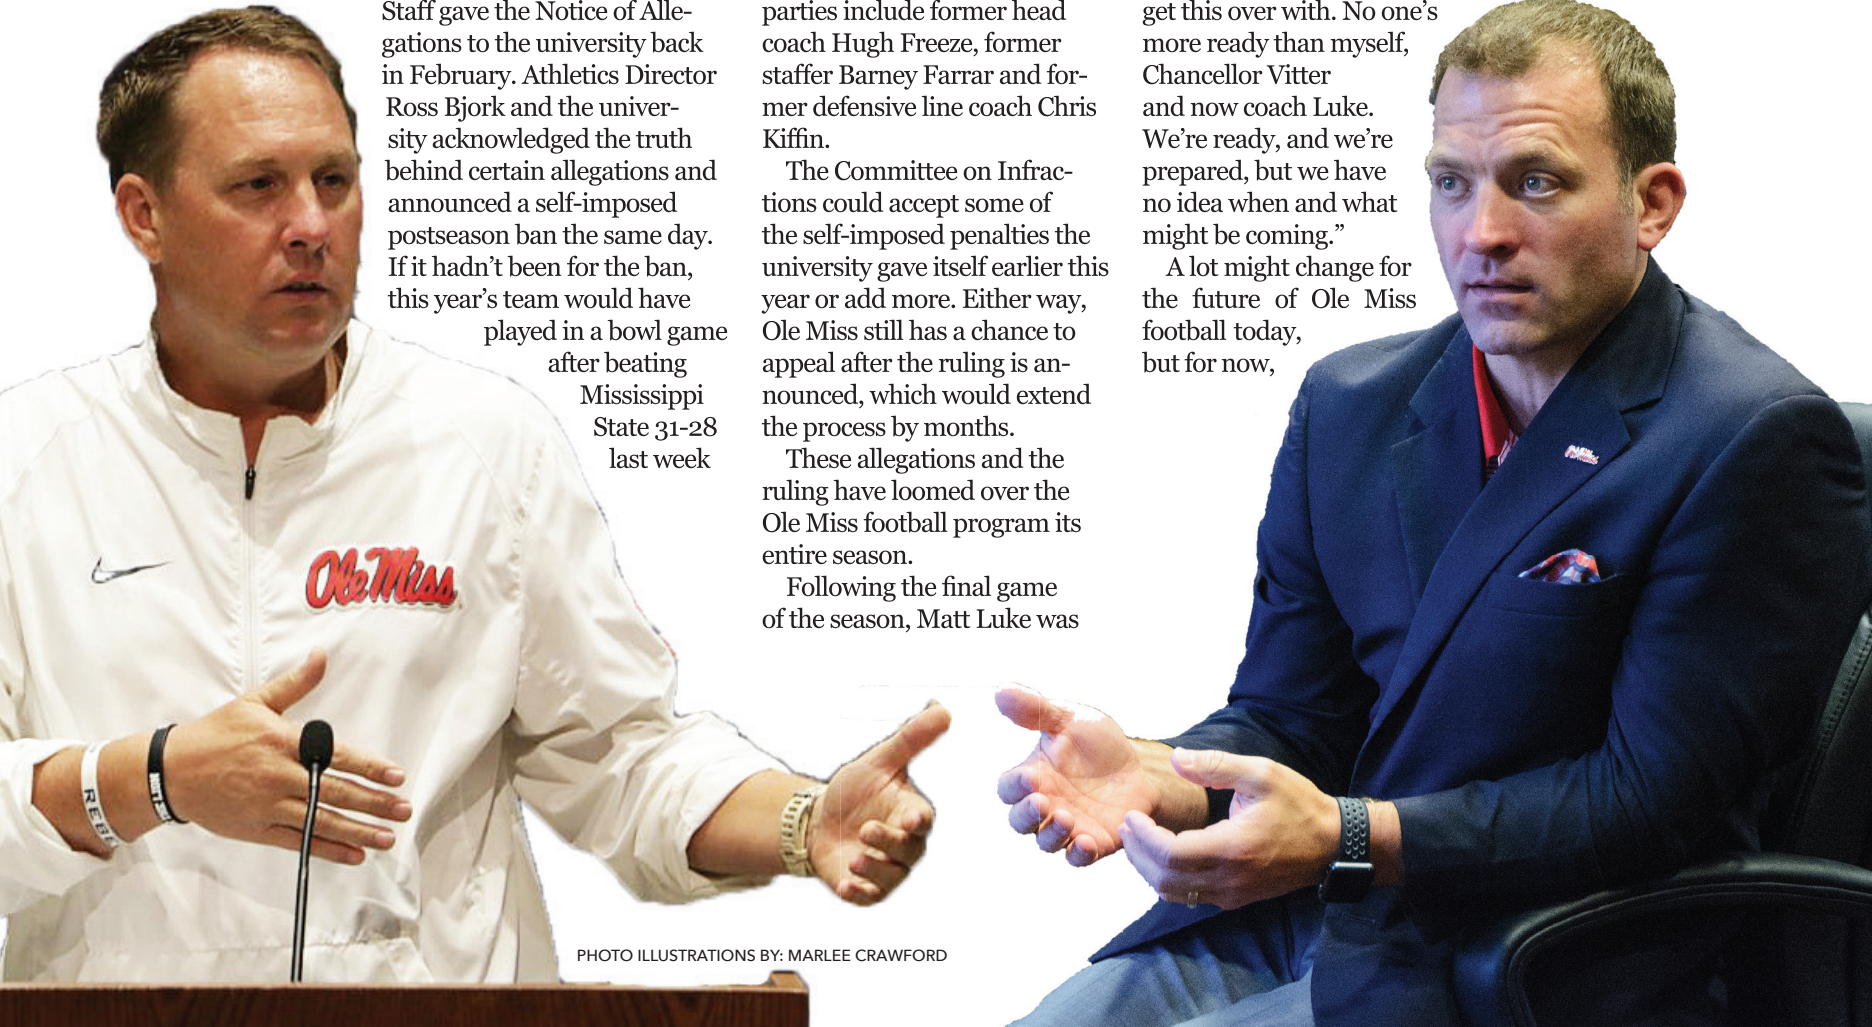 Staff gave the Notice of Alle-
gations to the university back
in February. Athletics Director
Ross Bjork and the univer-
sity acknowledged the truth
behind certain allegations and
announced a self-imposed
postseason ban the same day.
If it hadn’t been for the ban,
this year’s team would have
played in a bowl game
after beating
Mississippi
State 31-28
last week
parties include former head
coach Hugh Freeze, former
staffer Barney Farrar and for-
mer defensive line coach Chris
Kiffin.
The Committee on Infrac-
tions could accept some of
the self-imposed penalties the
university gave itself earlier this
year or add more. Either way,
Ole Miss still has a chance to
appeal after the ruling is an-
nounced, which would extend
the process by months.
These allegations and the
ruling have loomed over the
Ole Miss football program its
entire season.
Following the final game
of the season, Matt Luke was
get this over with. No one’s
more ready than myself,
Chancellor Vitter
and now coach Luke.
We’re ready, and we’re
prepared, but we have
no idea when and what
might be coming.”
A lot might change for
the future of Ole Miss
football today,
but for now,
Ole Miss
PHOTO ILLUSTRATIONS BY: MARLEE CRAWFORD